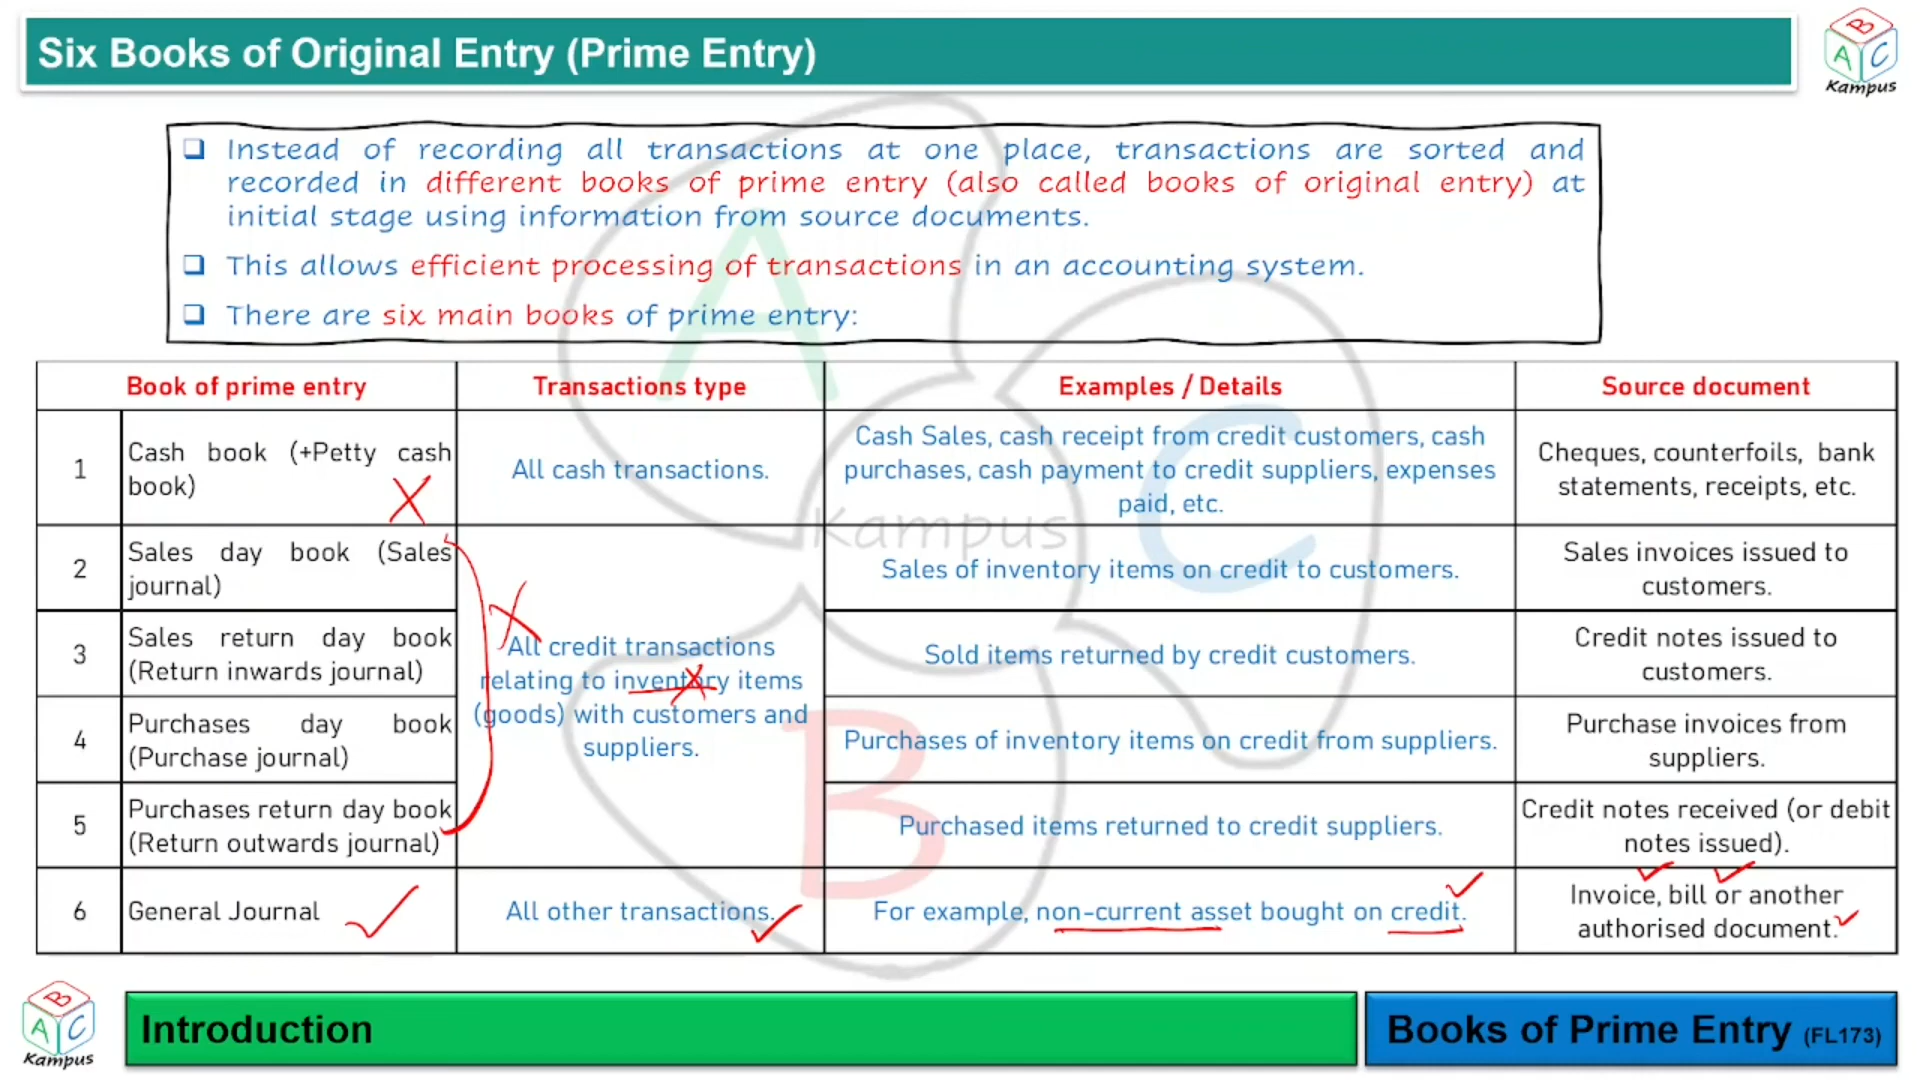 Six Books of Original Entry (Prime Entry)
B
A C
Kampus
Instead of recording all transactions at one place, transactions are sorted and
recorded in different books of prime entry (also called books of original entry) at
initial stage using information from source documents.
This allows efficient processing of transactions in an accounting system.
There are six main books of prime entry:
Book of prime entry
Transactions type
Examples / Details
Source document
1
Cash book (+Petty cash
book)
All cash transactions.
Cash Sales, cash receipt from credit customers, cash
purchases, cash payment to credit suppliers, expenses
paid, etc.
Cheques, counterfoils, bank
statements, receipts, etc.
2
Sales day book (Sales
journal)
All credit transactions
relating to inventory items
(goods) with customers and
suppliers.
Sales of inventory items on credit to customers.
Sales invoices issued to
customers.
3
Sales return day book
(Return inwards journal)
Sold items returned by credit customers.
Credit notes issued to
customers.
4
Purchases day book
(Purchase journal)
Purchases of inventory items on credit from suppliers.
Purchase invoices from
suppliers.
5
Purchases return day book
(Return outwards journal)
Purchased items returned to credit suppliers.
Credit notes received (or debit
notes issued).
6
General Journal
All other transactions.
For example, non-current asset bought on credit.
Invoice, bill or another
authorised document.
A
Kampus
C
B
B
A C
Kampus
Introduction
Books of Prime Entry (FL173)